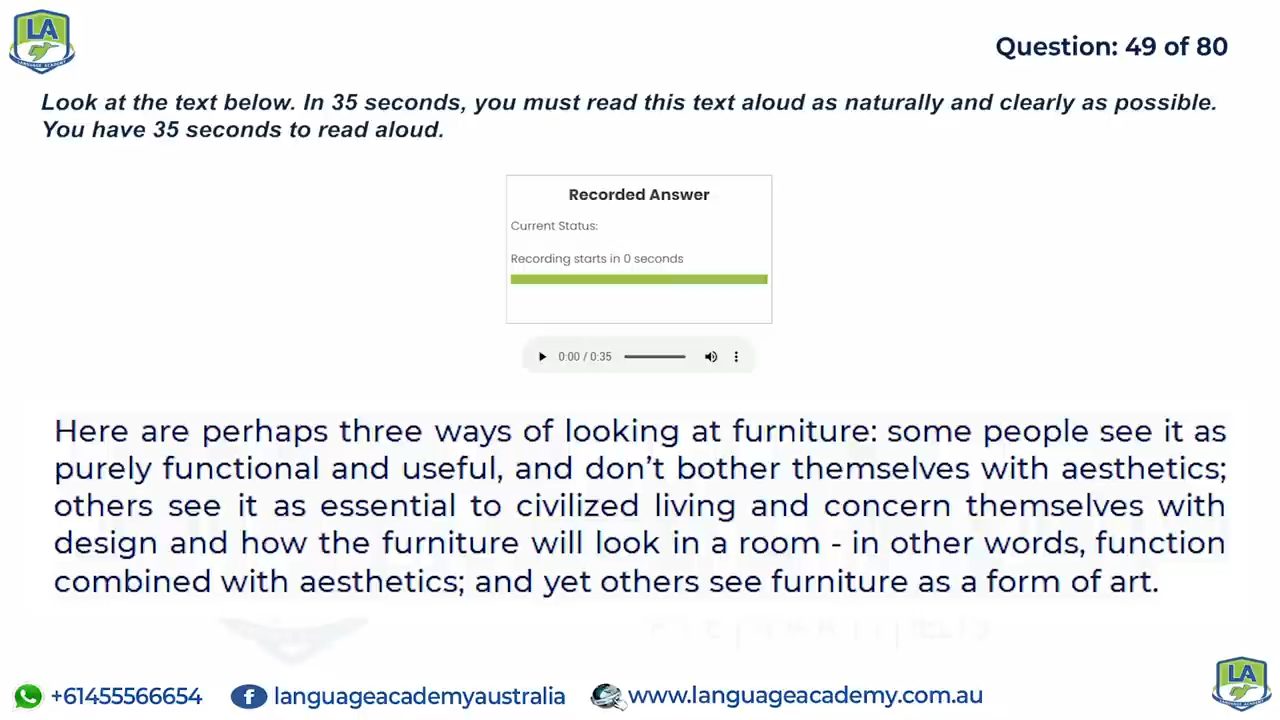 LA
LANGUAGE ACADEMY
Question: 49 of 80
Look at the text below. In 35 seconds, you must read this text aloud as naturally and clearly as possible.
You have 35 seconds to read aloud.
Recorded Answer
Current Status:
Recording starts in 0 seconds
0:00 / 0:35
Here are perhaps three ways of looking at furniture: some people see it as
purely functional and useful, and don’t bother themselves with aesthetics;
others see it as essential to civilized living and concern themselves with
design and how the furniture will look in a room - in other words, function
combined with aesthetics; and yet others see furniture as a form of art.
+61455566654
languageacademyaustralia
www.languageacademy.com.au
LA